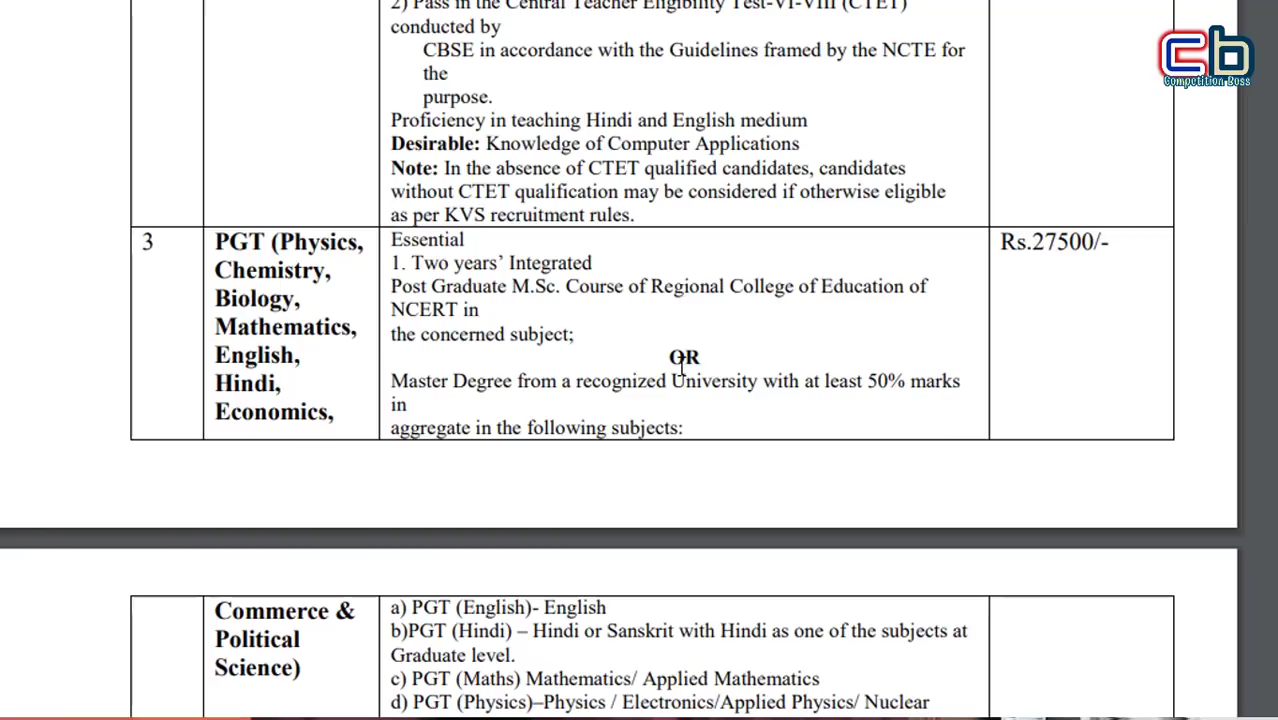 2) Pass in the Central Teacher Eligibility Test-VI-VIII (CTET)
conducted by
CBSE in accordance with the Guidelines framed by the NCTE for
the
purpose.
Proficiency in teaching Hindi and English medium
Desirable: Knowledge of Computer Applications
Note: In the absence of CTET qualified candidates, candidates
without CTET qualification may be considered if otherwise eligible
as per KVS recruitment rules.
3
PGT (Physics,
Chemistry,
Biology,
Mathematics,
English,
Hindi,
Economics,
Essential
1. Two years’ Integrated
Post Graduate M.Sc. Course of Regional College of Education of
NCERT in
the concerned subject;
OR
Master Degree from a recognized University with at least 50% marks
in
aggregate in the following subjects:
Rs.27500/-
Commerce &
Political
Science)
a) PGT (English)- English
b)PGT (Hindi) – Hindi or Sanskrit with Hindi as one of the subjects at
Graduate level.
c) PGT (Maths) Mathematics/ Applied Mathematics
d) PGT (Physics)–Physics / Electronics/Applied Physics/ Nuclear
Cb
Competition Boss